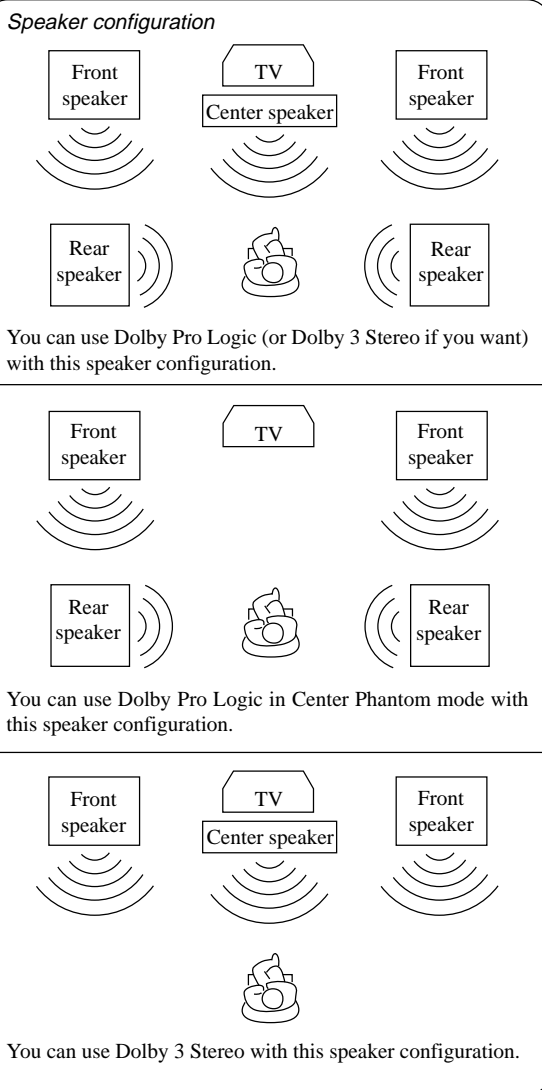 Speaker configuration
Front
speaker
TV
Center speaker
Front
speaker
Rear
speaker
Rear
speaker
You can use Dolby Pro Logic (or Dolby 3 Stereo if you want)
with this speaker configuration.
Front
speaker
TV
Front
speaker
Rear
speaker
Rear
speaker
You can use Dolby Pro Logic in Center Phantom mode with
this speaker configuration.
Front
speaker
TV
Center speaker
Front
speaker
You can use Dolby 3 Stereo with this speaker configuration.